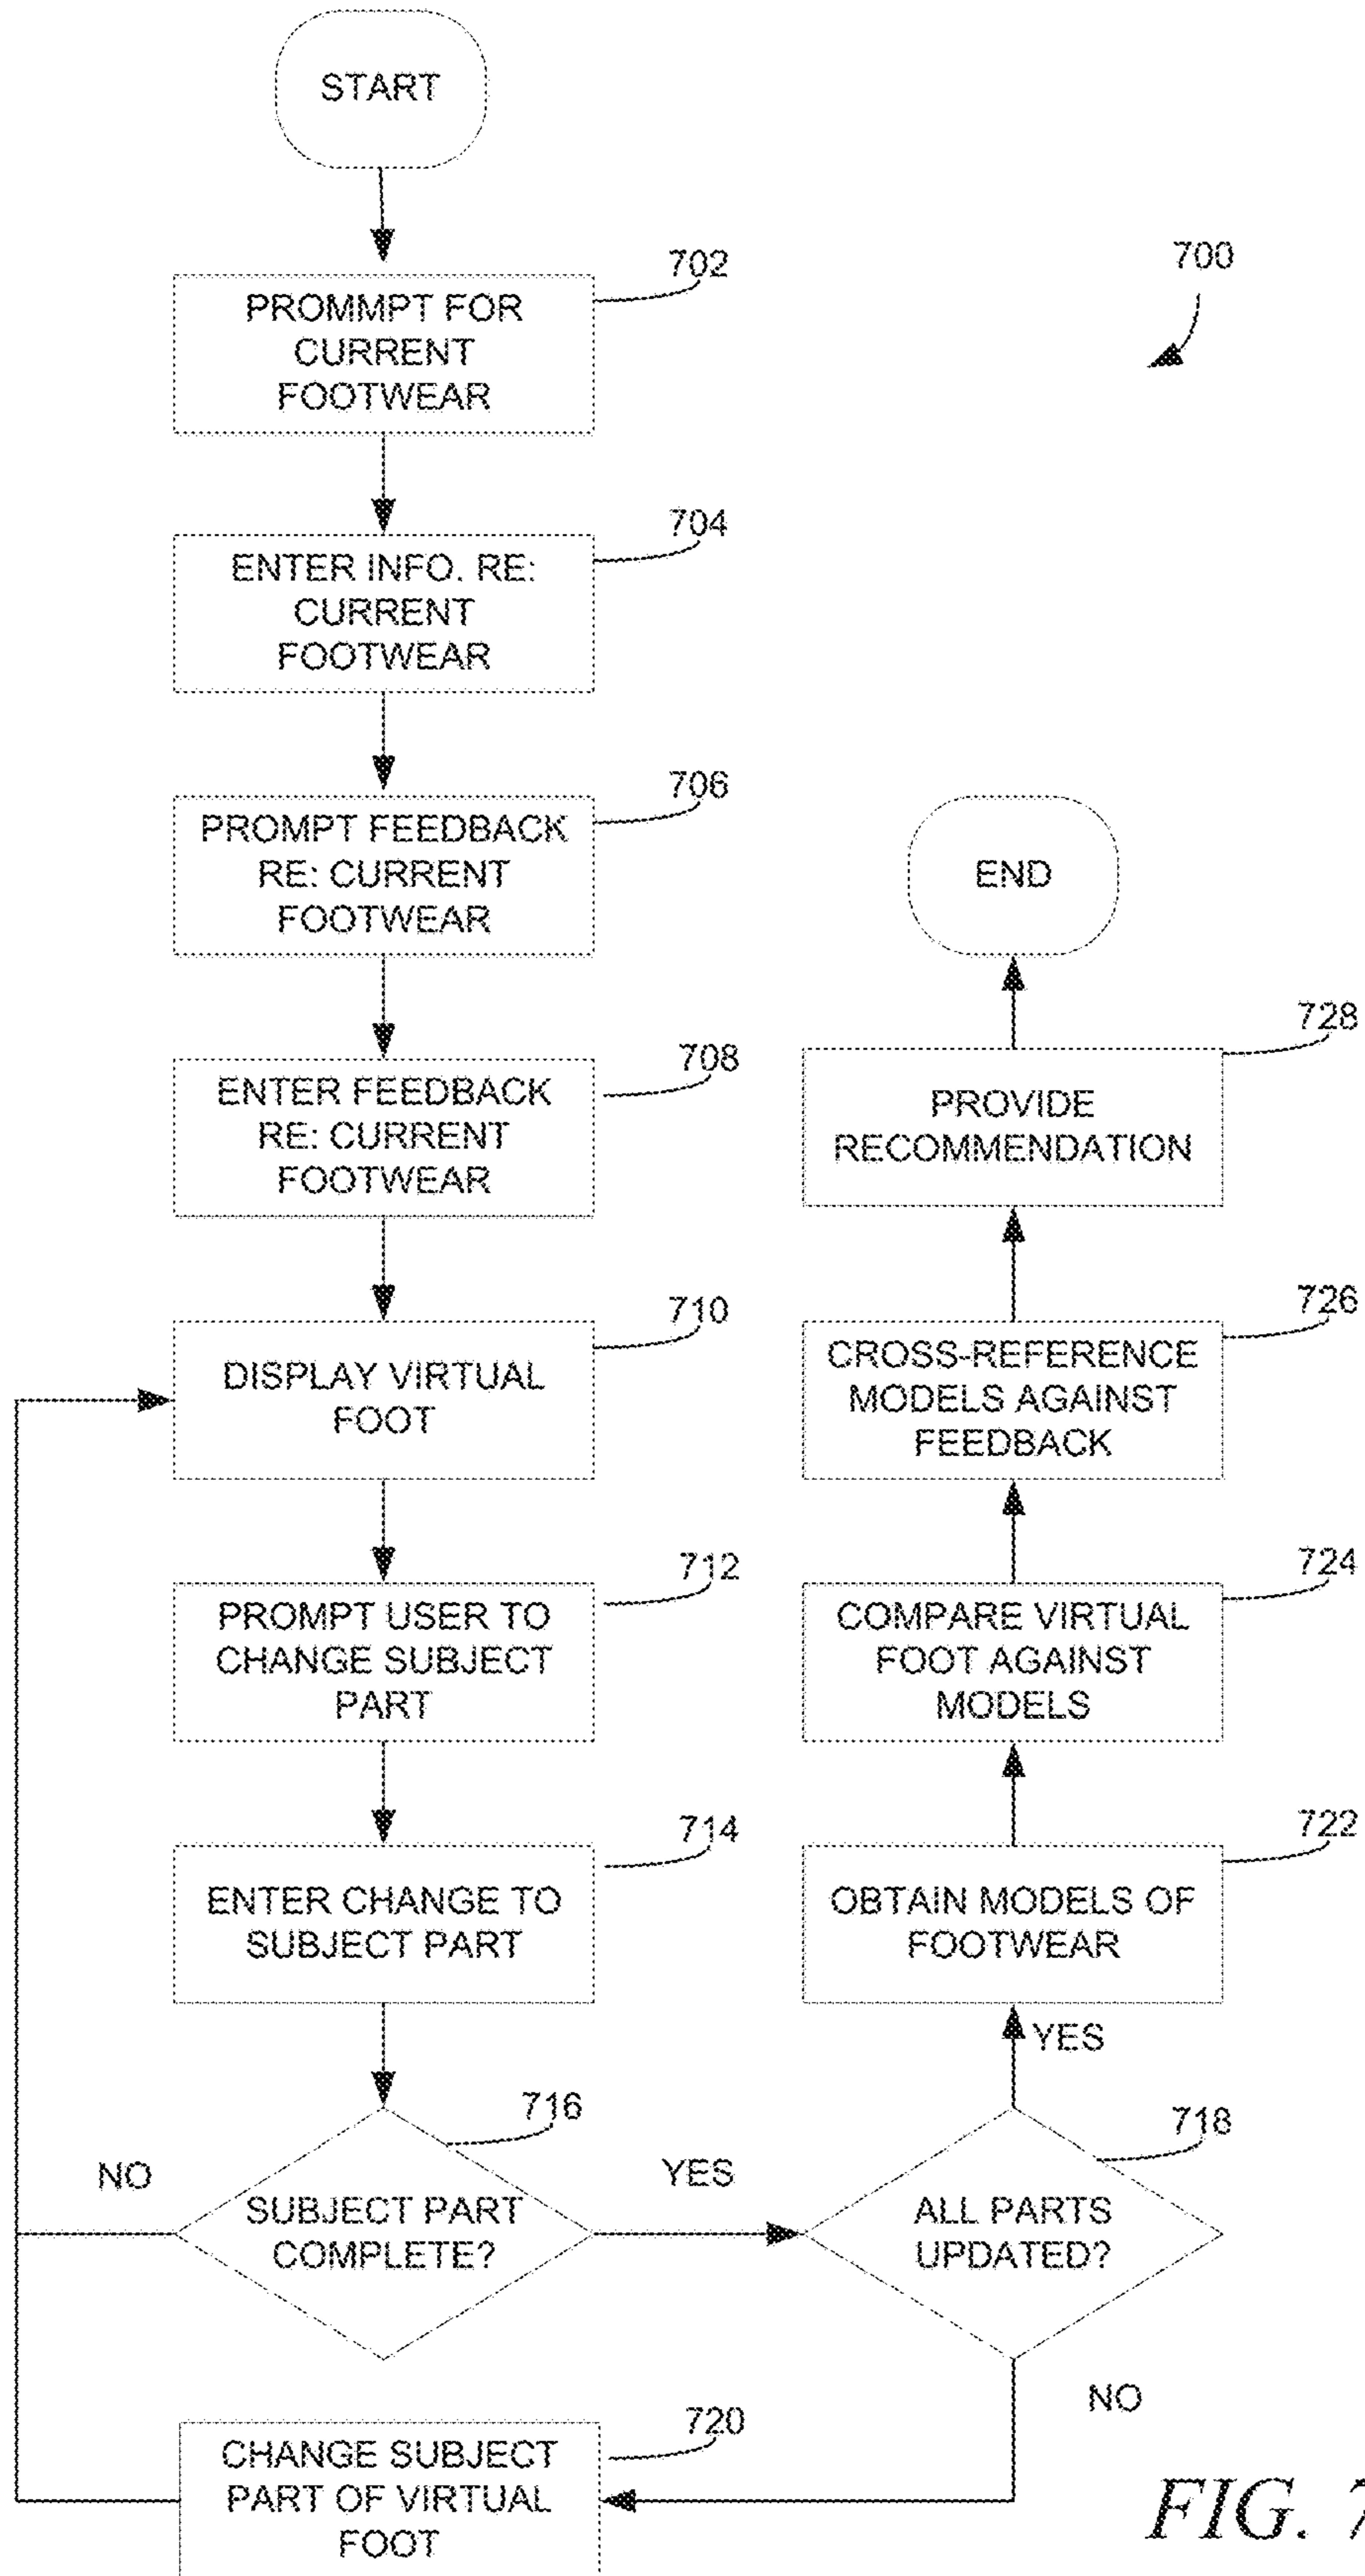 START
702
PROMMPT FOR
CURRENT
FOOTWEAR
700
704
ENTER INFO. RE:
CURRENT
FOOTWEAR
706
PROMPT FEEDBACK
RE: CURRENT
FOOTWEAR
708
ENTER FEEDBACK
RE: CURRENT
FOOTWEAR
710
DISPLAY VIRTUAL
FOOT
712
PROMPT USER TO
CHANGE SUBJECT
PART
714
ENTER CHANGE TO
SUBJECT PART
716
SUBJECT PART
COMPLETE?
NO
YES
718
ALL PARTS
UPDATED?
NO
720
CHANGE SUBJECT
PART OF VIRTUAL
FOOT
YES
722
OBTAIN MODELS OF
FOOTWEAR
724
COMPARE VIRTUAL
FOOT AGAINST
MODELS
726
CROSS-REFERENCE
MODELS AGAINST
FEEDBACK
728
PROVIDE
RECOMMENDATION
END
FIG. 7